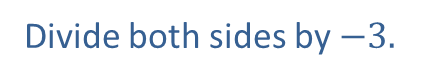 Divide both sides by −3.